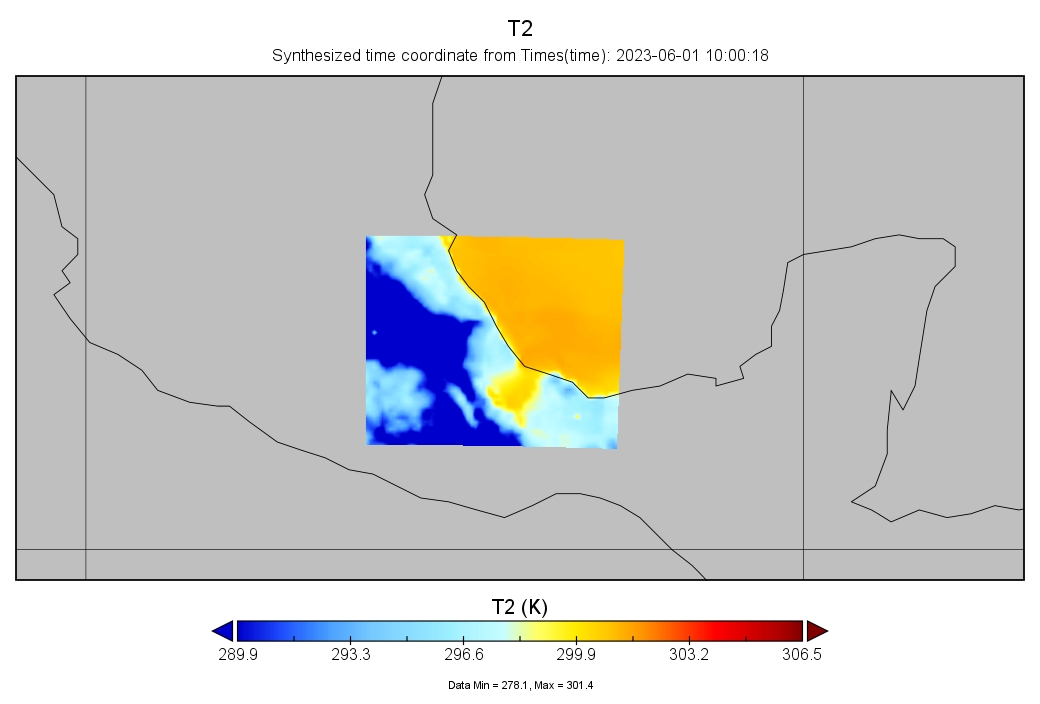 T2
Synthesized time coordinate from Times(time): 2023-06-01 10:00:18
T2 (K)
289.9 293.3 296.6 299.9 303.2 306.5
Data Min = 278.1, Max = 301.4